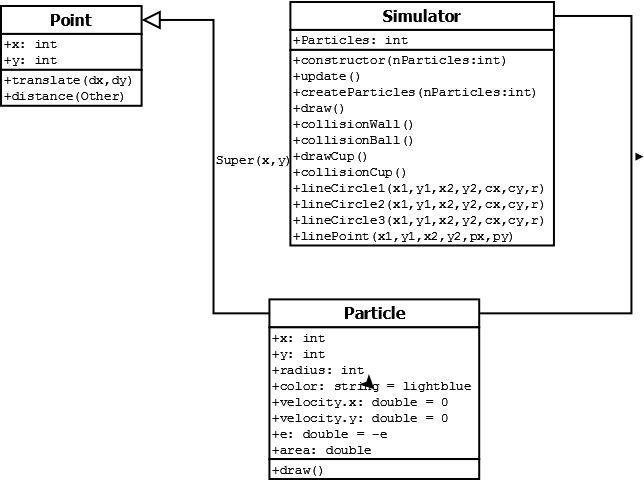 Point
+x: int
+y: int
+translate(dx,dy)
+distance(Other)
Simulator
+Particles: int
+constructor(nParticles:int)
+update()
+createParticles(nParticles:int)
+draw()
+collisionWall()
+collisionBall()
+drawCup()
+collisionCup()
+lineCircle1(x1,y1,x2,y2,cx,cy,r)
+lineCircle2(x1,y1,x2,y2,cx,cy,r)
+lineCircle3(x1,y1,x2,y2,cx,cy,r)
+linePoint(x1,y1,x2,y2,px,py)
Super(x,y)
Particle
+x: int
+y: int
+radius: int
+color: string = lightblue
+velocity.x: double = 0
+velocity.y: double = 0
+e: double = -e
+area: double
+draw()